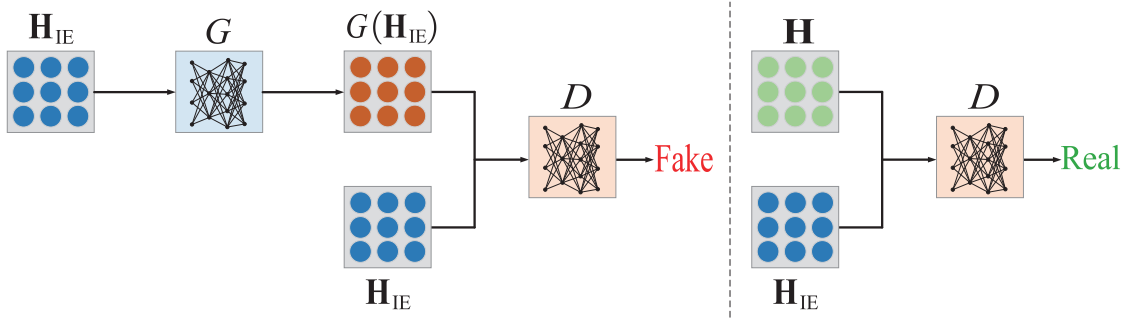 H_IE
G
G(H_IE)
D
Fake
H_IE
H
D
Real
H_IE